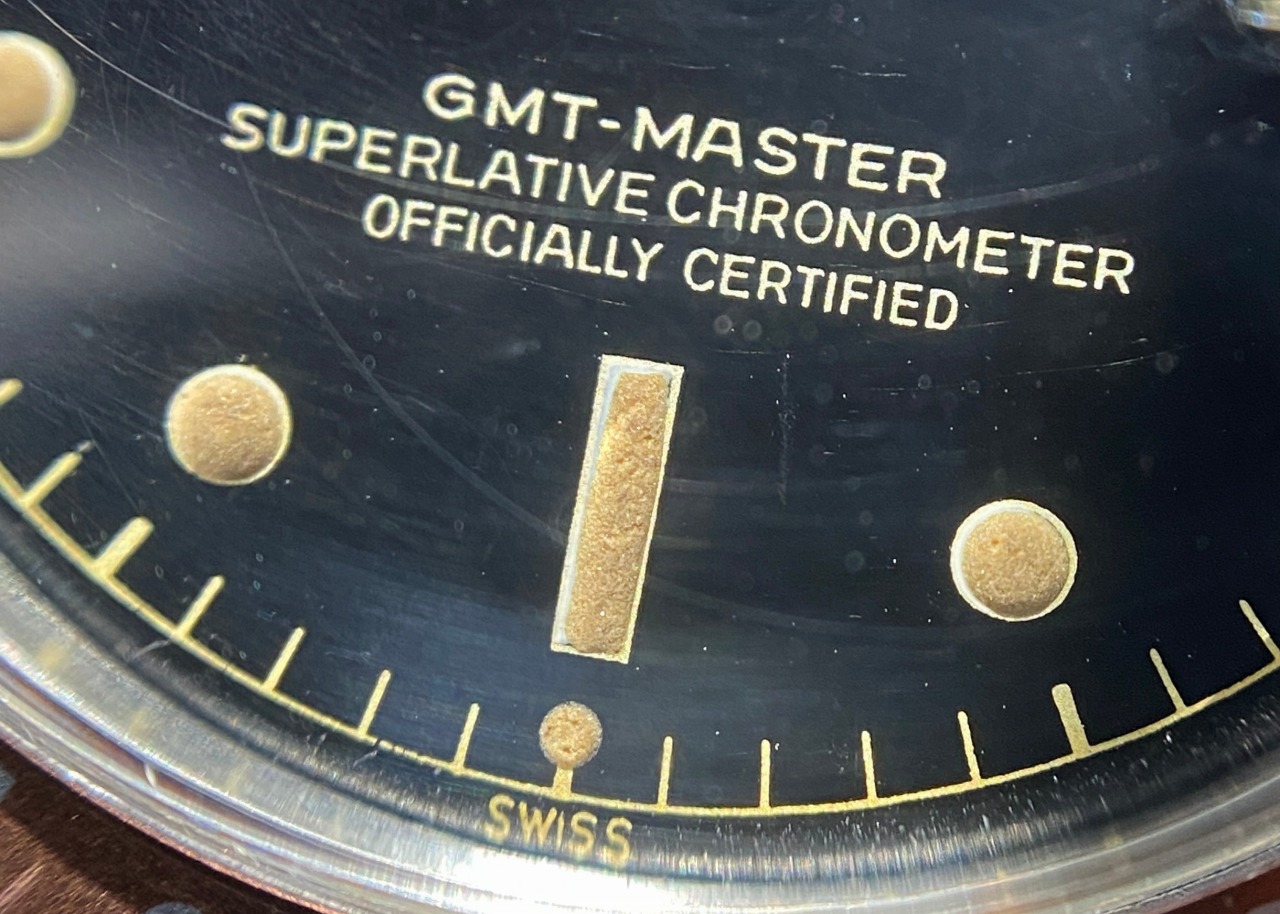 GMT-MASTER
SUPERLATIVE CHRONOMETER
OFFICIALLY CERTIFIED
SWISS